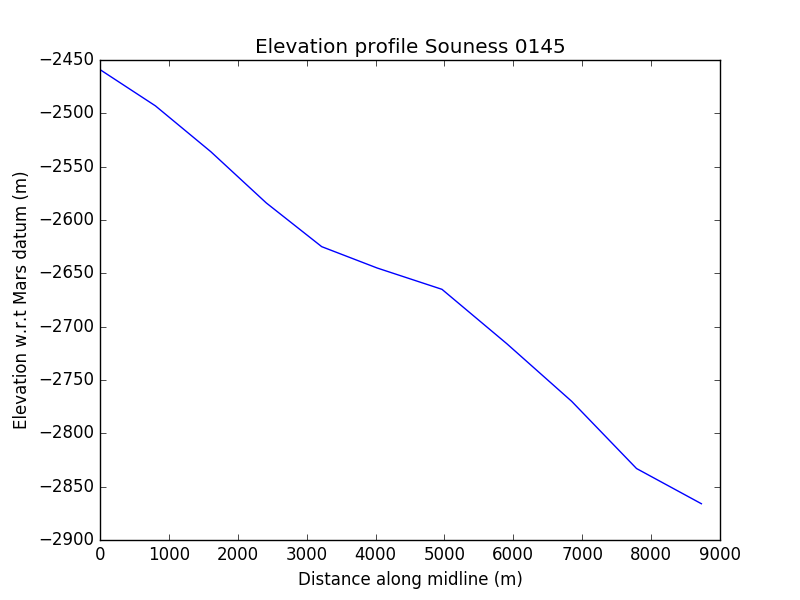 Elevation profile Souness 0145
Elevation w.r.t Mars datum (m)
−2450
−2500
−2550
−2600
−2650
−2700
−2750
−2800
−2850
−2900
0 1000 2000 3000 4000 5000 6000 7000 8000 9000
Distance along midline (m)